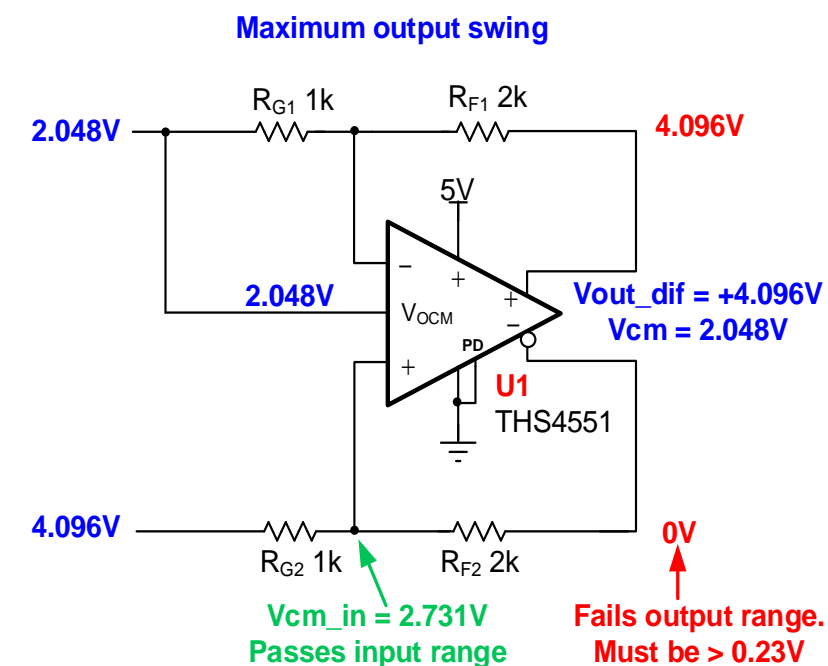 Maximum output swing
RG1 1k
RF1 2k
2.048V
4.096V
5V
−
+
+
2.048V
VOCM
−
Vout_dif = +4.096V
Vcm = 2.048V
PD
+
U1
THS4551
4.096V
0V
RG2 1k
RF2 2k
Vcm_in = 2.731V
Passes input range
Fails output range.
Must be > 0.23V